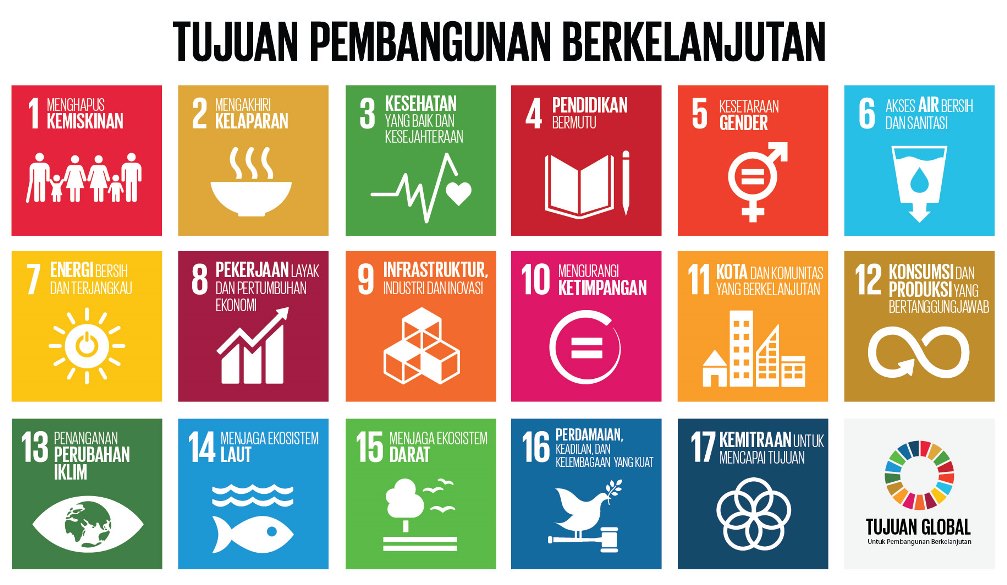 TUJUAN PEMBANGUNAN BERKELANJUTAN
1 MENGHAPUS
KEMISKINAN
2 MENGAKHIRI
KELAPARAN
3 KESEHATAN
YANG BAIK DAN
KESEJAHTERAAN
4 PENDIDIKAN
BERMUTU
5 KESETARAAN
GENDER
6 AKSES AIR BERSIH
DAN SANITASI
7 ENERGI BERSIH
DAN TERJANGKAU
8 PEKERJAAN LAYAK
DAN PERTUMBUHAN
EKONOMI
9 INFRASTRUKTUR,
INDUSTRI DAN INOVASI
10 MENGURANGI
KETIMPANGAN
11 KOTA DAN KOMUNITAS
YANG BERKELANJUTAN
12 KONSUMSI DAN
PRODUKSI YANG
BERTANGGUNGJAWAB
13 PENANGANAN
PERUBAHAN
IKLIM
14 MENJAGA EKOSISTEM
LAUT
15 MENJAGA EKOSISTEM
DARAT
16 PERDAMAIAN,
KEADILAN, DAN
KELEMBAGAAN YANG KUAT
17 KEMITRAAN UNTUK
MENCAPAI TUJUAN
TUJUAN GLOBAL
Untuk Pembangunan Berkelanjutan